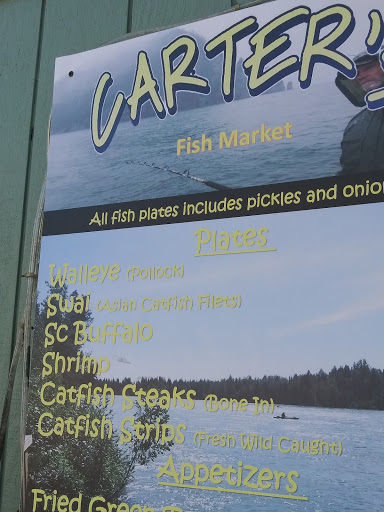 CARTER'S
Fish Market
All fish plates includes pickles and onion
Plates
Walleye (Pollock)
Swai (Asian Catfish Filets)
Sc Buffalo
Shrimp
Catfish Steaks (Bone In)
Catfish Strips (Fresh Wild Caught)
Appetizers
Fried Green